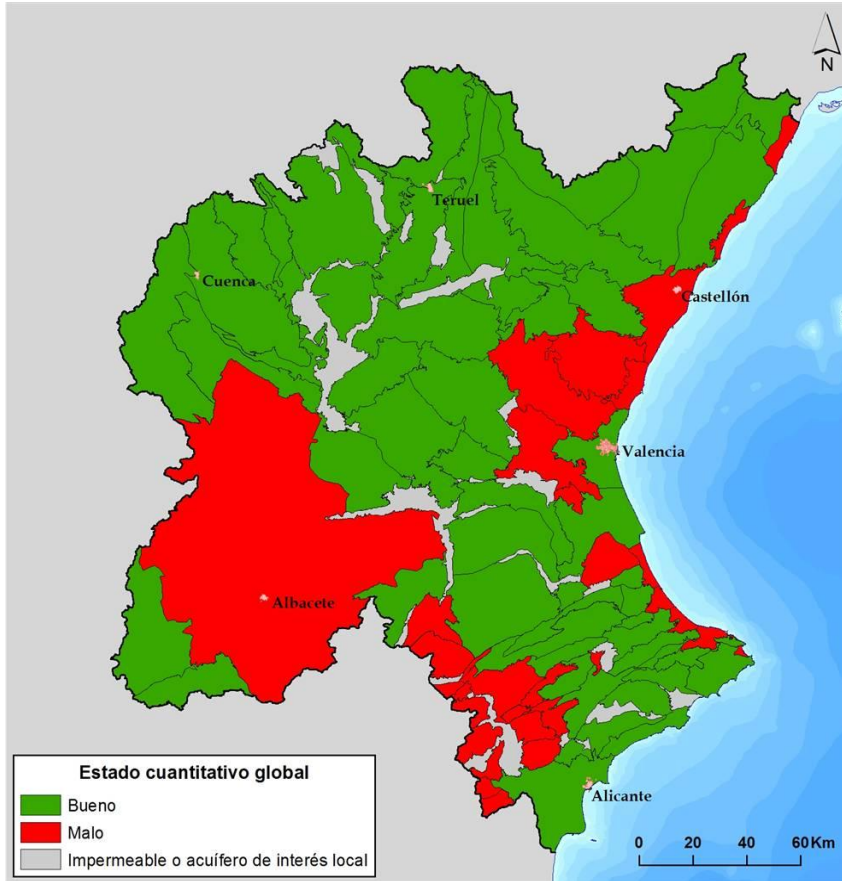 N
Teruel
Cuenca
Castellón
Valencia
Albacete
Alicante
Estado cuantitativo global
Bueno
Malo
Impermeable o acuífero de interés local
0 20 40 60 Km